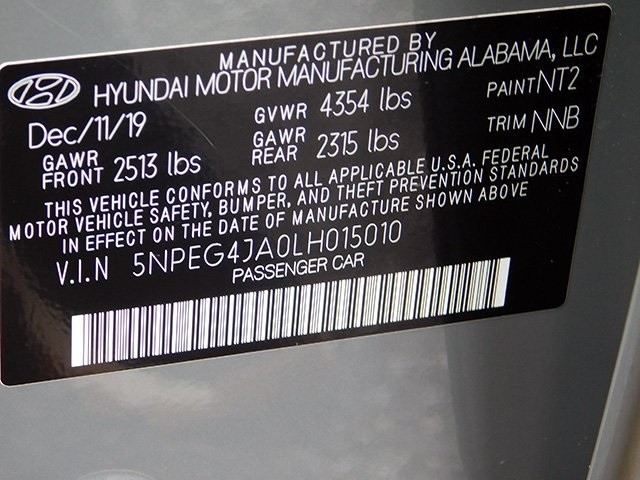 MANUFACTURED BY
HYUNDAI MOTOR MANUFACTURING ALABAMA, LLC
Dec/11/19 GVWR 4354 lbs PAINT NT2
GAWR FRONT 2513 lbs GAWR REAR 2315 lbs TRIM NNB
THIS VEHICLE CONFORMS TO ALL APPLICABLE U.S.A. FEDERAL
MOTOR VEHICLE SAFETY, BUMPER, AND THEFT PREVENTION STANDARDS
IN EFFECT ON THE DATE OF MANUFACTURE SHOWN ABOVE
V.I.N 5NPEG4JA0LH015010
PASSENGER CAR